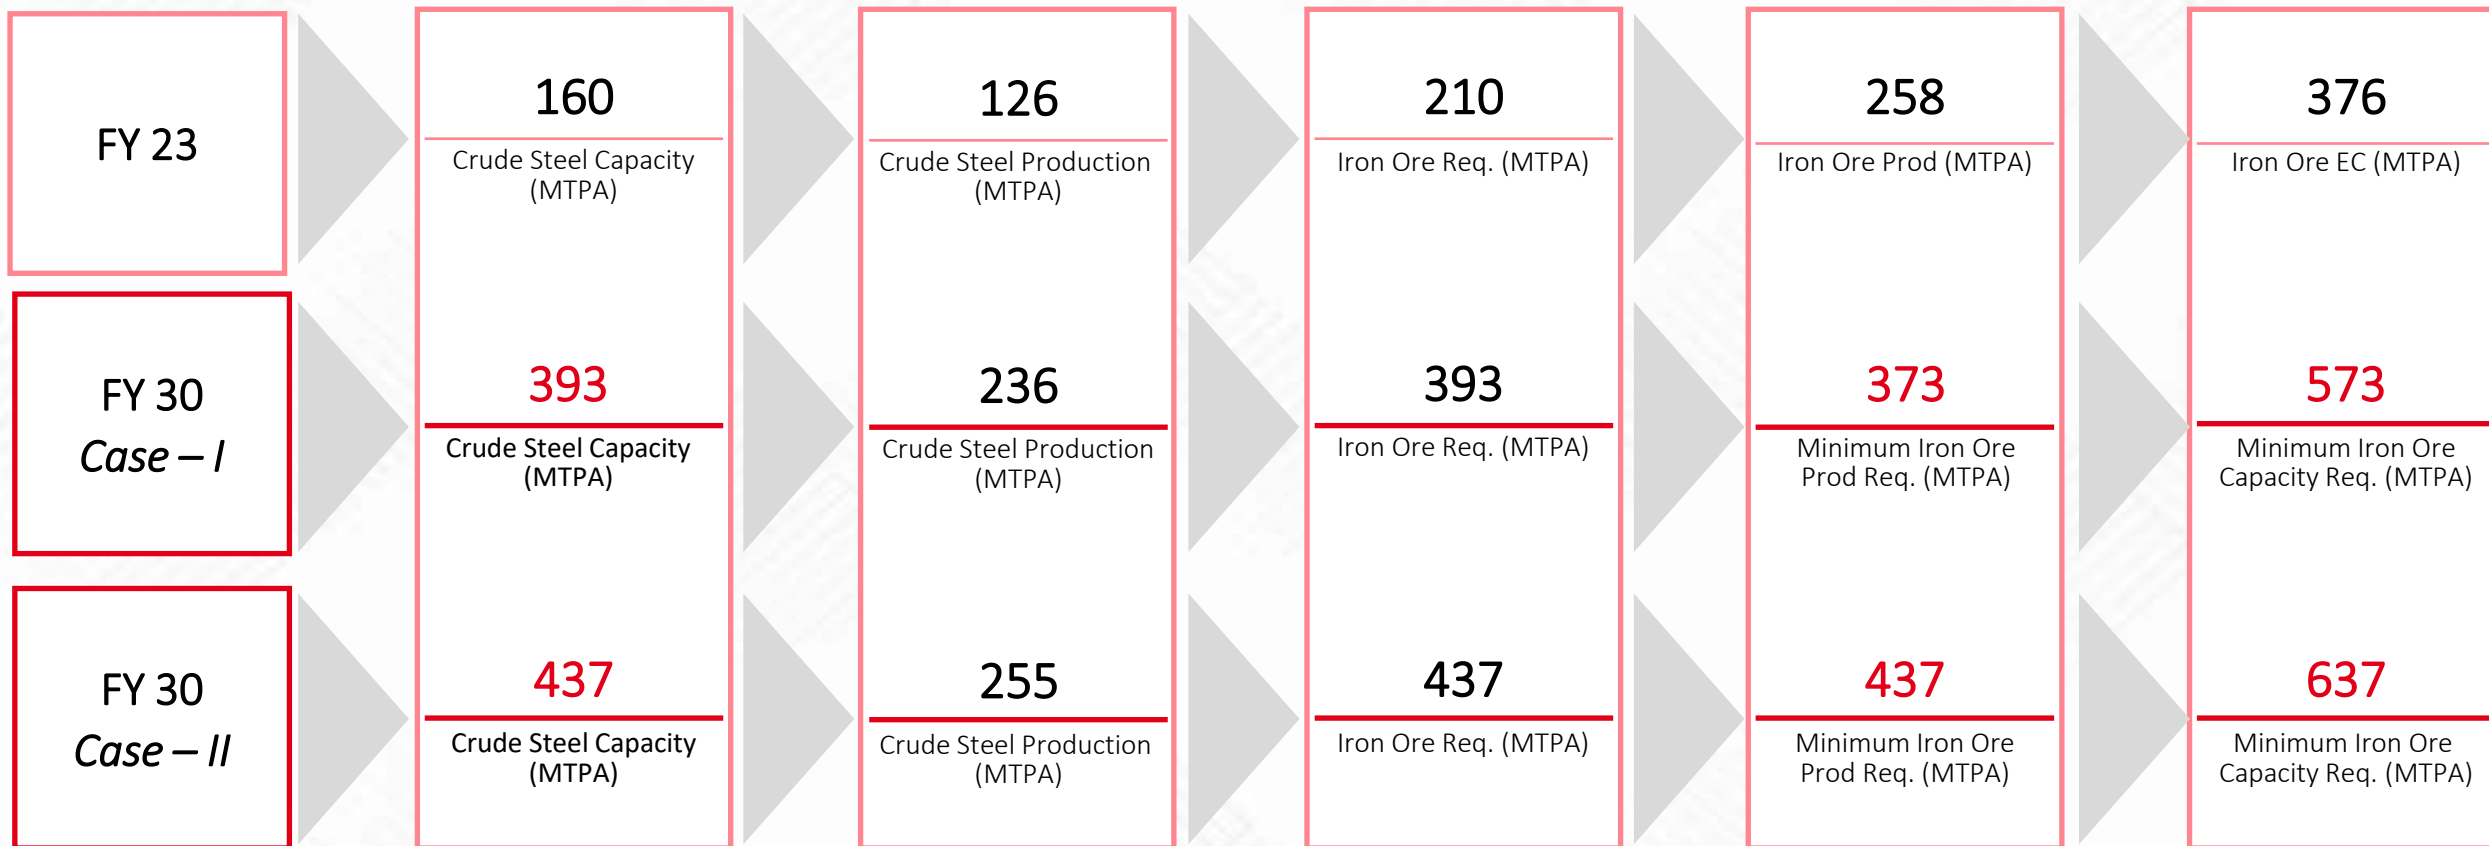 FY 23
160
Crude Steel Capacity
(MTPA)
126
Crude Steel Production
(MTPA)
210
Iron Ore Req. (MTPA)
258
Iron Ore Prod (MTPA)
376
Iron Ore EC (MTPA)
FY 30
Case – I
393
Crude Steel Capacity
(MTPA)
236
Crude Steel Production
(MTPA)
393
Iron Ore Req. (MTPA)
373
Minimum Iron Ore
Prod Req. (MTPA)
573
Minimum Iron Ore
Capacity Req. (MTPA)
FY 30
Case – II
437
Crude Steel Capacity
(MTPA)
255
Crude Steel Production
(MTPA)
437
Iron Ore Req. (MTPA)
437
Minimum Iron Ore
Prod Req. (MTPA)
637
Minimum Iron Ore
Capacity Req. (MTPA)